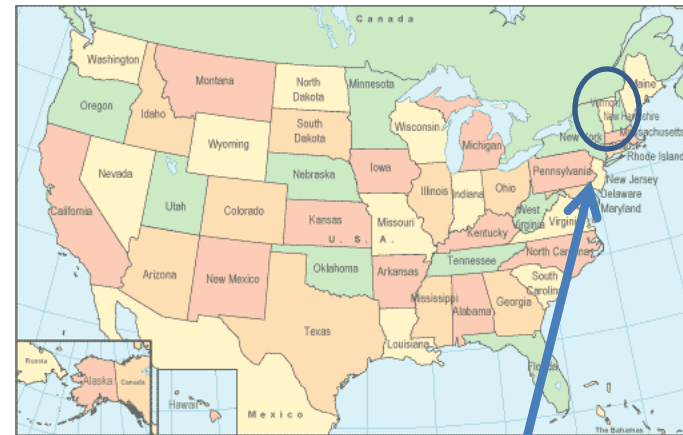 Canada
Washington
Montana
North
Dakota
Minnesota
Maine
Vermont
New Hampshire
Oregon
Idaho
South
Dakota
Wisconsin
Michigan
New York
Massachusetts
Rhode Island
Wyoming
Nebraska
Iowa
Pennsylvania
New Jersey
Delaware
Maryland
Nevada
Utah
Colorado
Kansas
Missouri
Illinois
Indiana
Ohio
West
Virginia
Virginia
California
U. S. A.
Kentucky
Arizona
New Mexico
Oklahoma
Arkansas
Tennessee
North Carolina
South
Carolina
Texas
Louisiana
Mississippi
Alabama
Georgia
Russia
Alaska
Canada
Hawaii
Mexico
The Bahamas